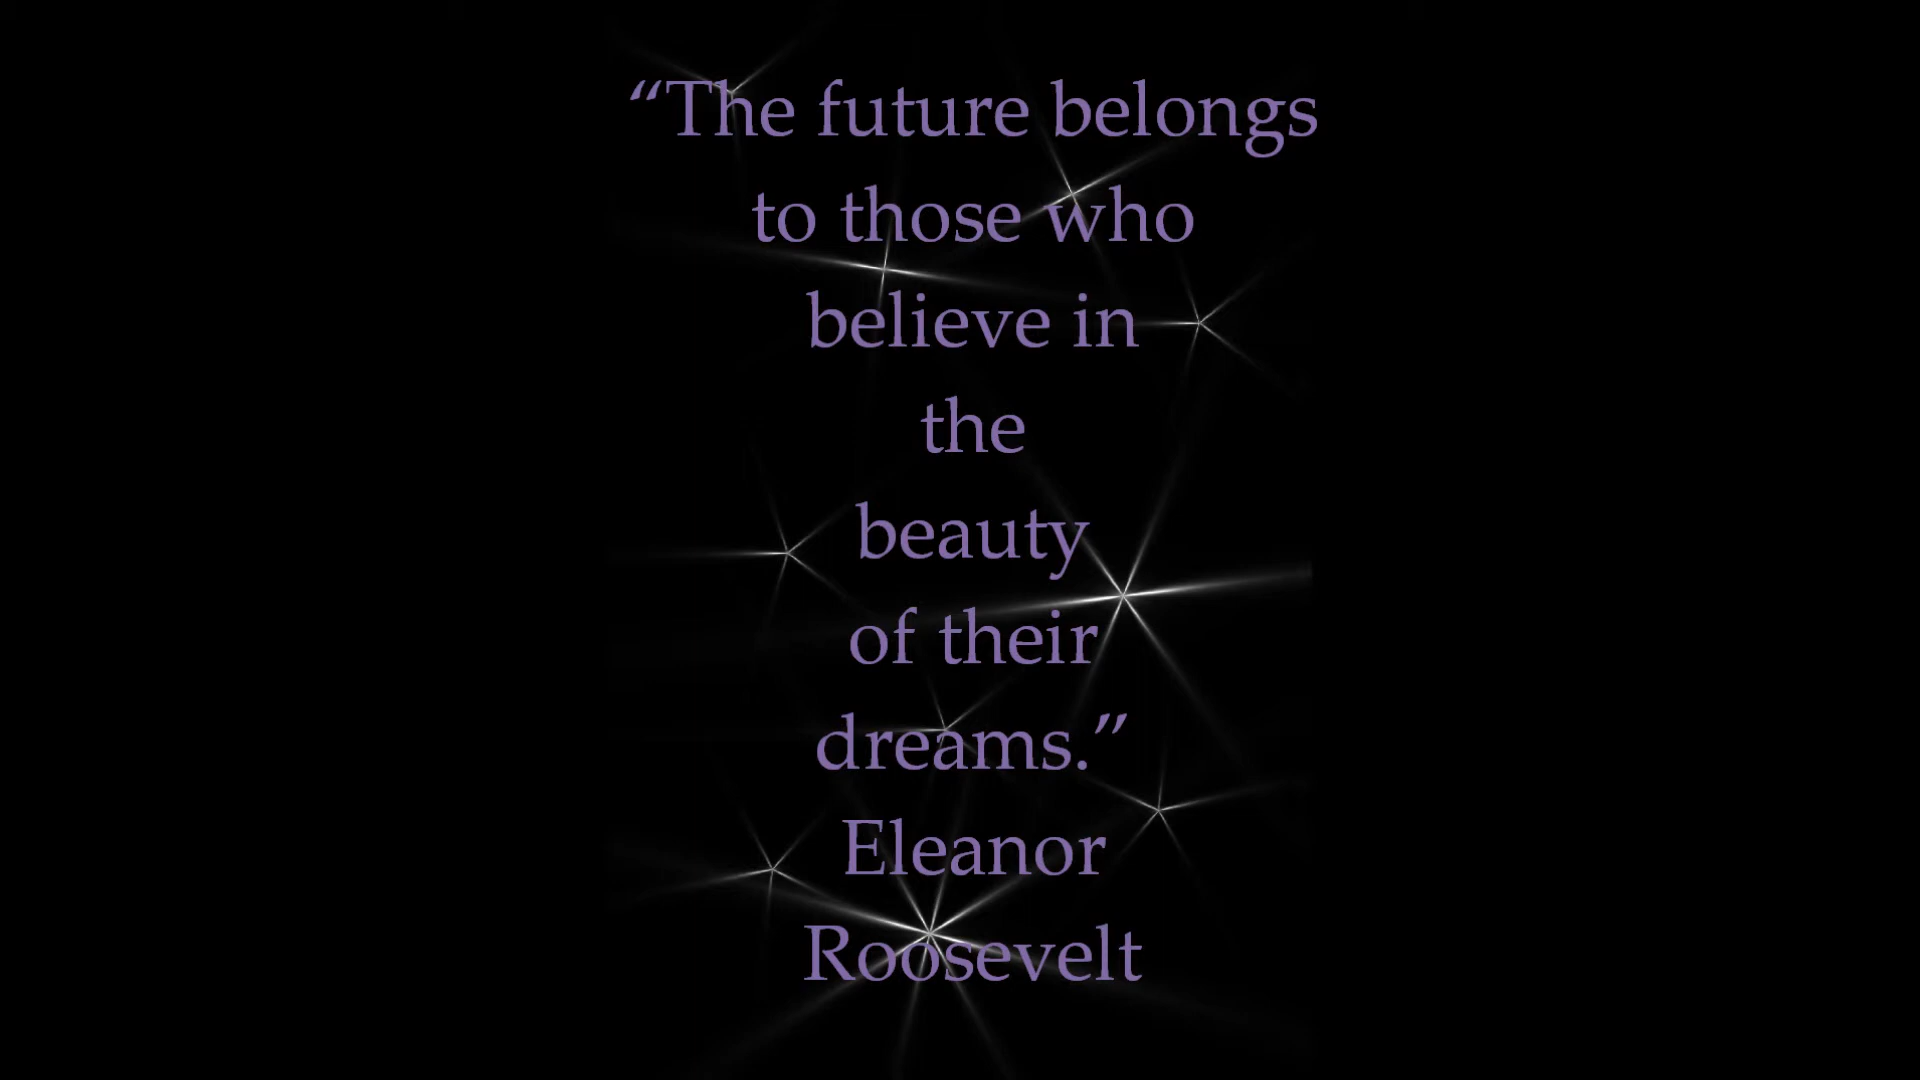 “The future belongs
to those who
believe in
the
beauty
of their
dreams.”
Eleanor
Roosevelt